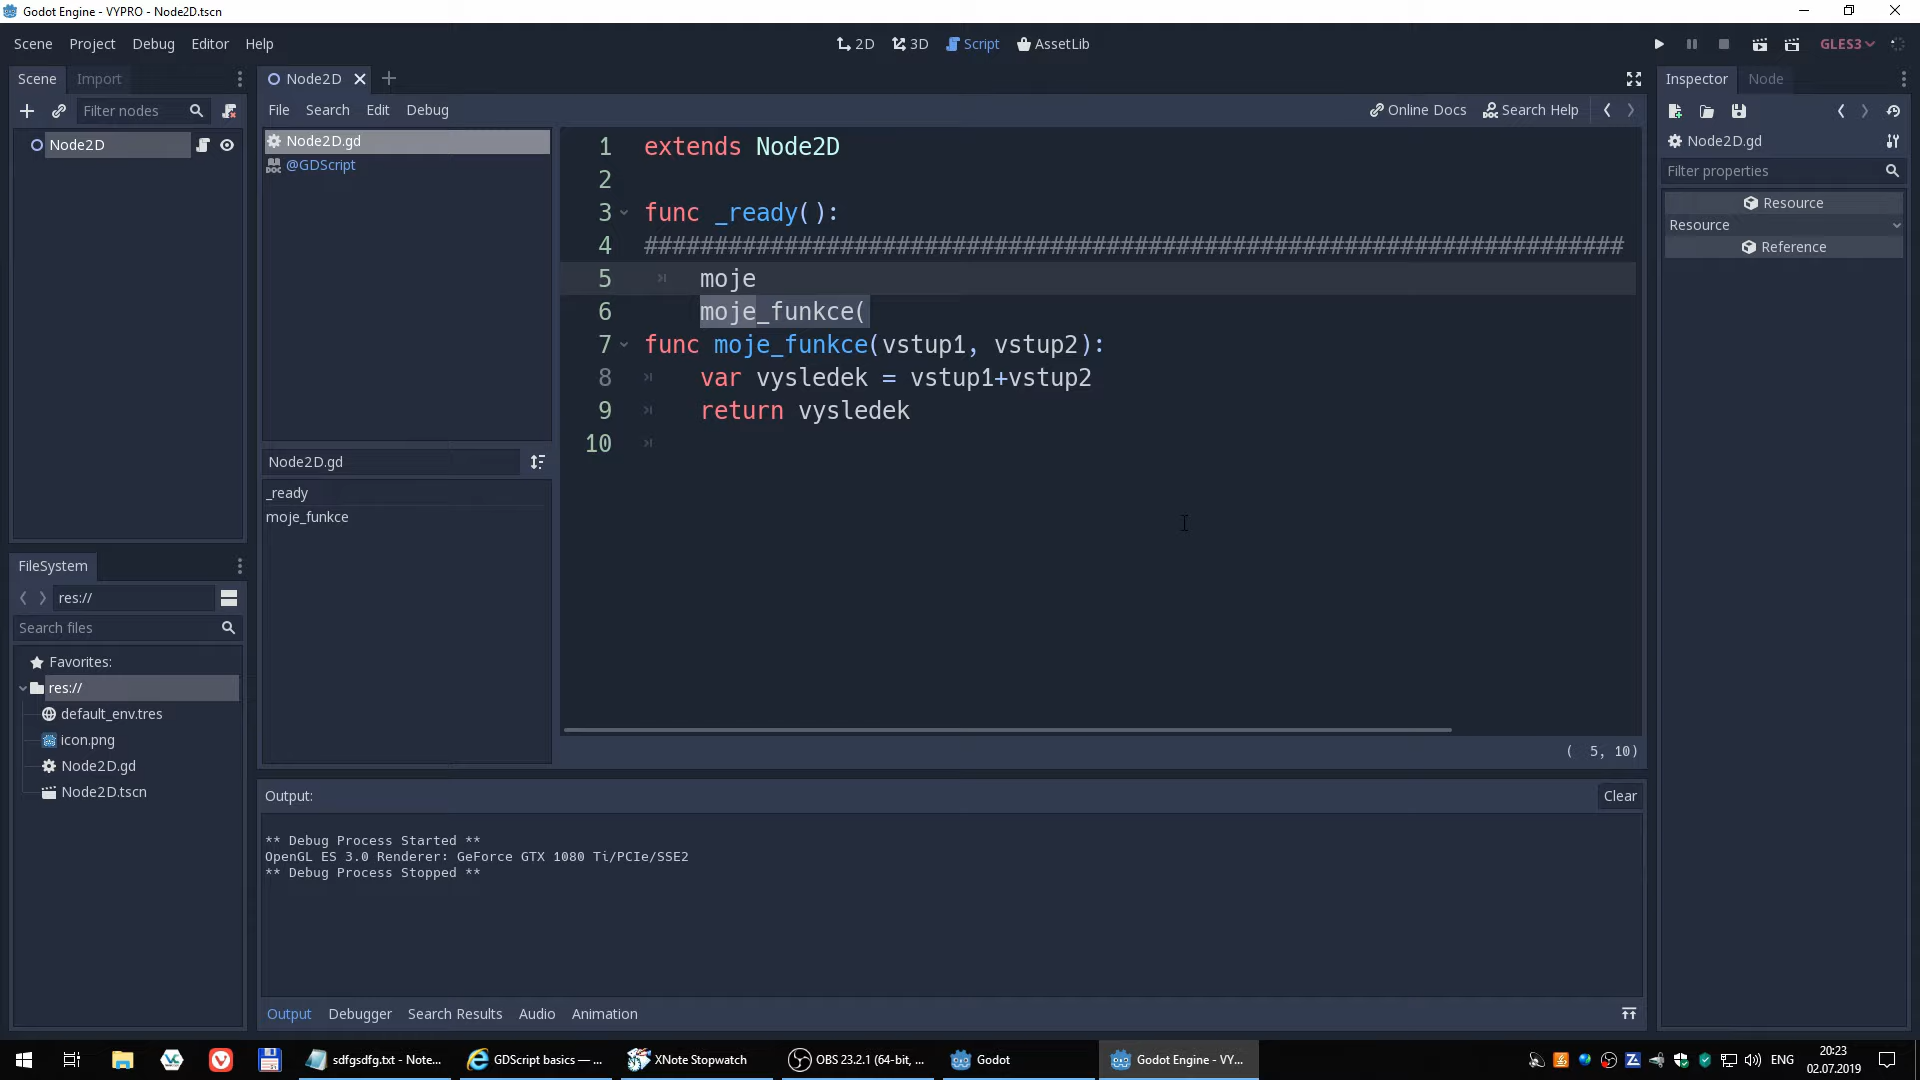 Godot Engine - VYPRO - Node2D.tscn
Scene Project Debug Editor Help
2D 3D Script AssetLib
GLES3
Scene Import
Filter nodes
Node2D
Node2D
File Search Edit Debug
Online Docs Search Help
Node2D.gd
@GDScript
Node2D.gd
_ready
moje_funkce
1 extends Node2D
2
3 func _ready():
4 ######################################################################
5 moje
6 moje_funkce(
7 func moje_funkce(vstup1, vstup2):
8 var vysledek = vstup1+vstup2
9 return vysledek
10
( 5, 10)
Inspector Node
Node2D.gd
Filter properties
Resource
Resource
Reference
FileSystem
res://
Search files
Favorites:
res://
default_env.tres
icon.png
Node2D.gd
Node2D.tscn
Output:
Clear
** Debug Process Started **
OpenGL ES 3.0 Renderer: GeForce GTX 1080 Ti/PCIe/SSE2
** Debug Process Stopped **
Output Debugger Search Results Audio Animation
sdfgsdfg.txt - Note...
GDScript basics — ...
XNote Stopwatch
OBS 23.2.1 (64-bit, ...
Godot
Godot Engine - VY...
ENG
20:23
02.07.2019